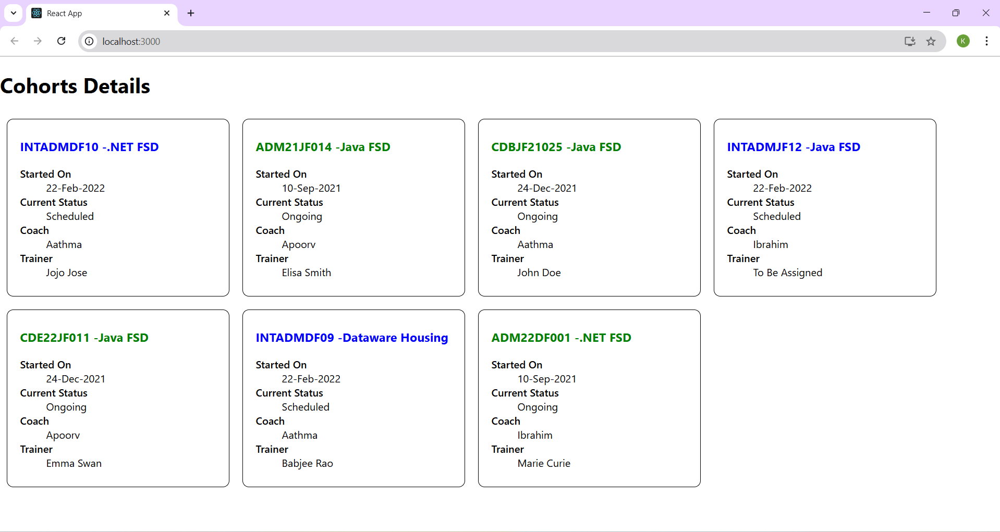 React App
localhost:3000
K
Cohorts Details
INTADMDF10 -.NET FSD
Started On
22-Feb-2022
Current Status
Scheduled
Coach
Aathma
Trainer
Jojo Jose
ADM21JF014 -Java FSD
Started On
10-Sep-2021
Current Status
Ongoing
Coach
Apoorv
Trainer
Elisa Smith
CDBJF21025 -Java FSD
Started On
24-Dec-2021
Current Status
Ongoing
Coach
Aathma
Trainer
John Doe
INTADMJF12 -Java FSD
Started On
22-Feb-2022
Current Status
Scheduled
Coach
Ibrahim
Trainer
To Be Assigned
CDE22JF011 -Java FSD
Started On
24-Dec-2021
Current Status
Ongoing
Coach
Apoorv
Trainer
Emma Swan
INTADMDF09 -Dataware Housing
Started On
22-Feb-2022
Current Status
Scheduled
Coach
Aathma
Trainer
Babjee Rao
ADM22DF001 -.NET FSD
Started On
10-Sep-2021
Current Status
Ongoing
Coach
Ibrahim
Trainer
Marie Curie